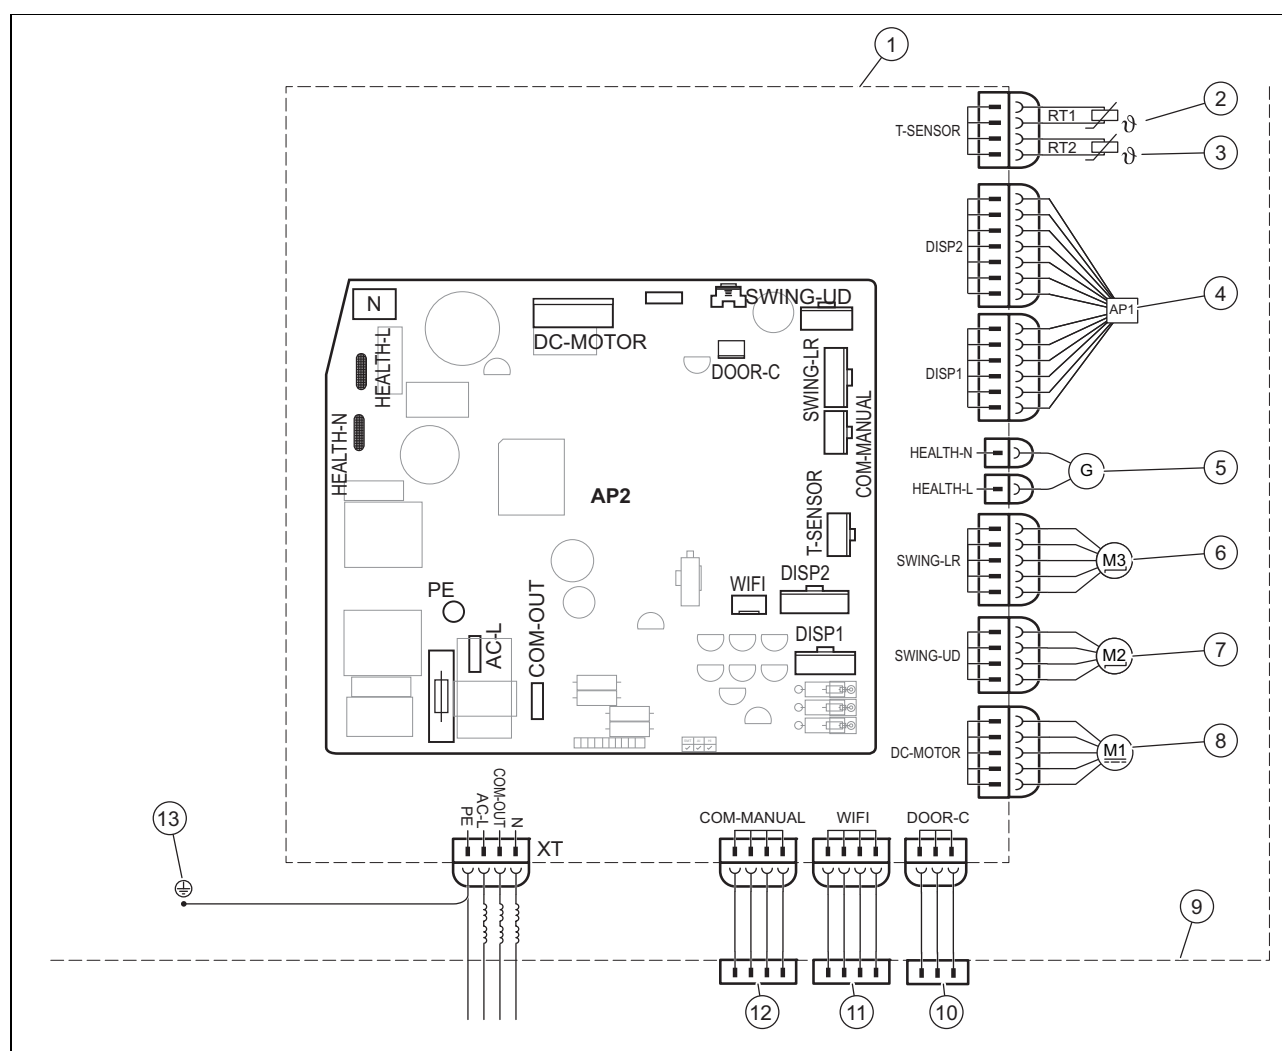 1
T-SENSOR
RT1
ϑ
2
RT2
ϑ
3
DISP2
AP1
4
DISP1
N
SWING-UD
DC-MOTOR
DOOR-C
SWING-LR
COM-MANUAL
HEALTH-L
HEALTH-N
AP2
T-SENSOR
WIFI
DISP2
DISP1
PE
AC-L
COM-OUT
HEALTH-N
G
5
HEALTH-L
SWING-LR
M3
6
SWING-UD
M2
7
DC-MOTOR
M1
8
PE
AC-L
COM-OUT
N
XT
COM-MANUAL
WIFI
DOOR-C
13
9
12
11
10